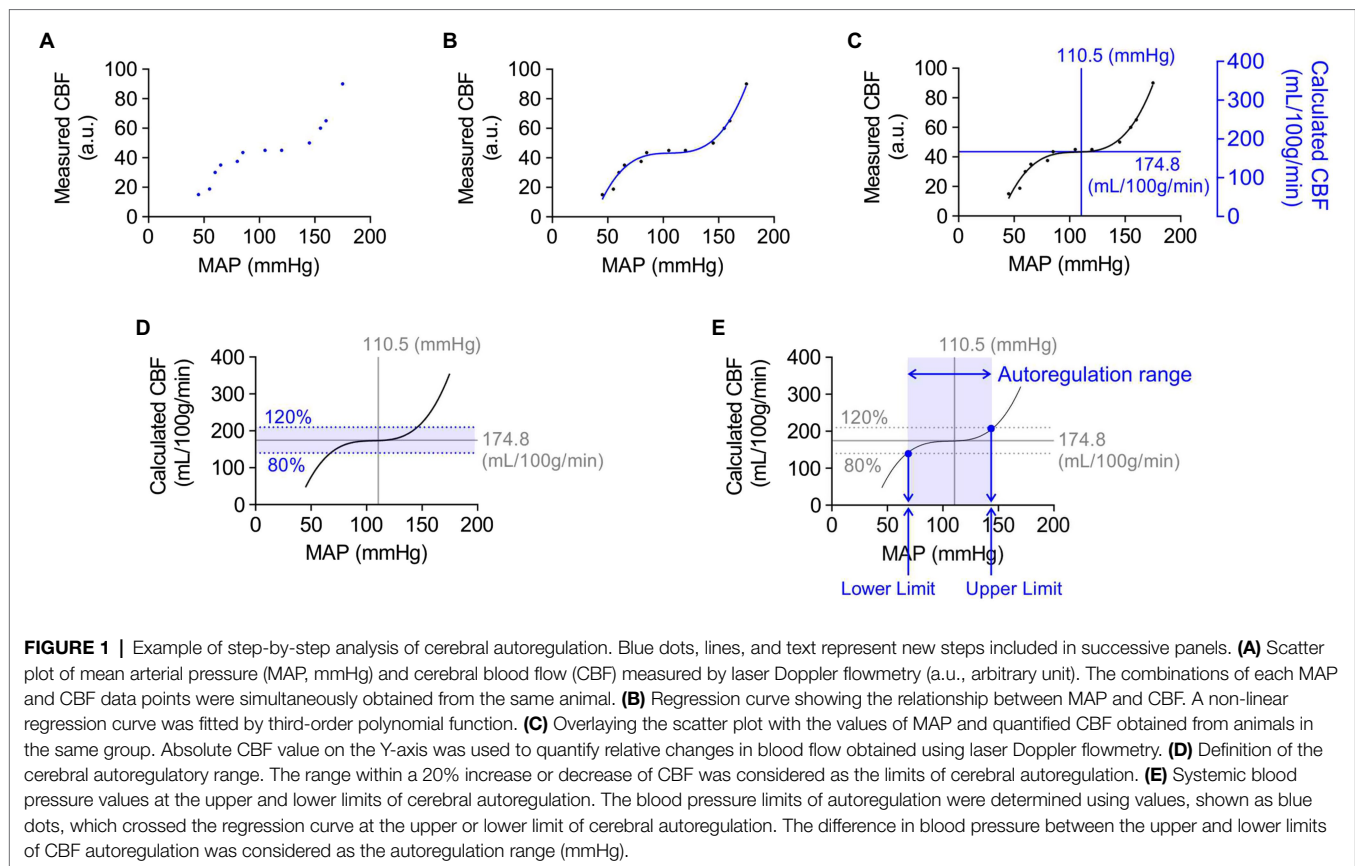 A
Measured CBF
(a.u.)
100
80
60
40
20
0
0 50 100 150 200
MAP (mmHg)
B
Measured CBF
(a.u.)
100
80
60
40
20
0
0 50 100 150 200
MAP (mmHg)
C
110.5 (mmHg)
Measured CBF
(a.u.)
100
80
60
40
20
0
0 50 100 150 200
MAP (mmHg)
174.8
(mL/100g/min)
400
300
200
100
0
Calculated CBF
(mL/100g/min)
D
110.5 (mmHg)
Calculated CBF
(mL/100g/min)
400
300
200
100
0
120%
80%
174.8
(mL/100g/min)
0 50 100 150 200
MAP (mmHg)
E
110.5 (mmHg)
Calculated CBF
(mL/100g/min)
400
300
200
100
0
Autoregulation range
120%
80%
174.8
(mL/100g/min)
0 50 100 150 200
MAP (mmHg)
Lower Limit Upper Limit
FIGURE 1 | Example of step-by-step analysis of cerebral autoregulation. Blue dots, lines, and text represent new steps included in successive panels. (A) Scatter
plot of mean arterial pressure (MAP, mmHg) and cerebral blood flow (CBF) measured by laser Doppler flowmetry (a.u., arbitrary unit). The combinations of each MAP
and CBF data points were simultaneously obtained from the same animal. (B) Regression curve showing the relationship between MAP and CBF. A non-linear
regression curve was fitted by third-order polynomial function. (C) Overlaying the scatter plot with the values of MAP and quantified CBF obtained from animals in
the same group. Absolute CBF value on the Y-axis was used to quantify relative changes in blood flow obtained using laser Doppler flowmetry. (D) Definition of the
cerebral autoregulatory range. The range within a 20% increase or decrease of CBF was considered as the limits of cerebral autoregulation. (E) Systemic blood
pressure values at the upper and lower limits of cerebral autoregulation. The blood pressure limits of autoregulation were determined using values, shown as blue
dots, which crossed the regression curve at the upper or lower limit of cerebral autoregulation. The difference in blood pressure between the upper and lower limits
of CBF autoregulation was considered as the autoregulation range (mmHg).